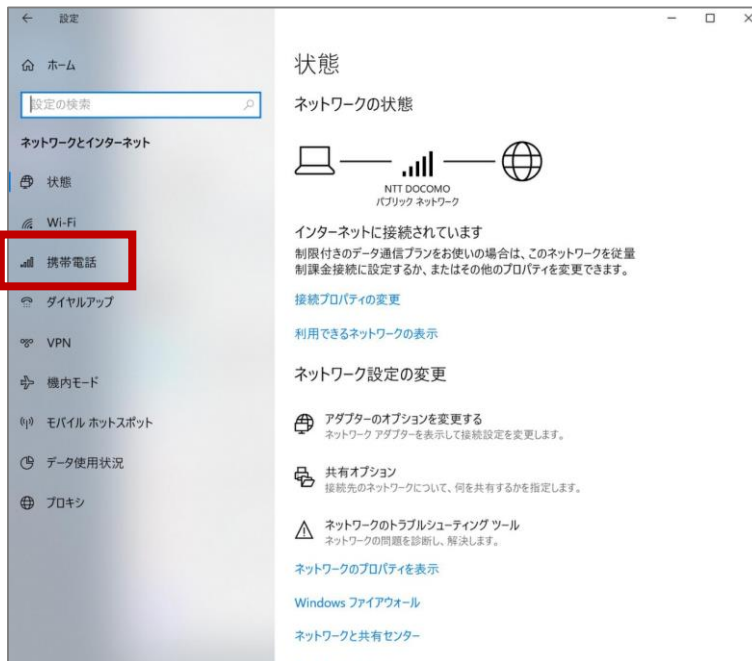 設定
ホーム
設定の検索
ネットワークとインターネット
状態
Wi-Fi
携帯電話
ダイヤルアップ
VPN
機内モード
モバイル ホットスポット
データ使用状況
プロキシ
状態
ネットワークの状態
NTT DOCOMO
パブリック ネットワーク
インターネットに接続されています
制限付きのデータ通信プランをお使いの場合は、このネットワークを従量
制課金接続に設定するか、またはその他のプロパティを変更できます。
接続プロパティの変更
利用できるネットワークの表示
ネットワーク設定の変更
アダプターのオプションを変更する
ネットワーク アダプターを表示して接続設定を変更します。
共有オプション
接続先のネットワークについて、何を共有するかを指定します。
ネットワークのトラブルシューティング ツール
ネットワークの問題を診断し、解決します。
ネットワークのプロパティを表示
Windows ファイアウォール
ネットワークと共有センター